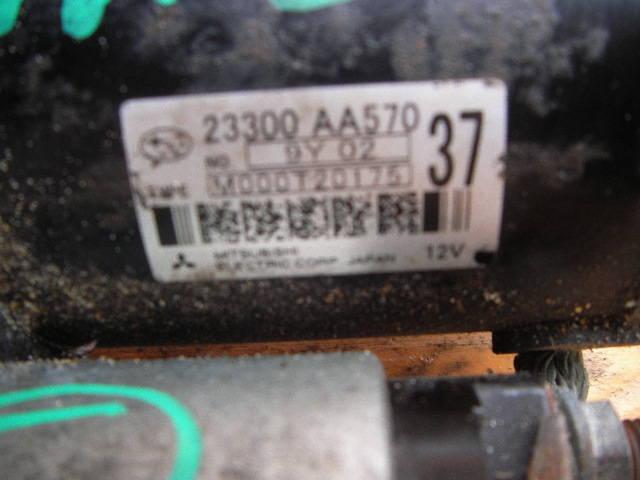 23300 AA570
NO. 9Y 02
37
M000T20175
MITSUBISHI
ELECTRIC CORP. JAPAN 12V